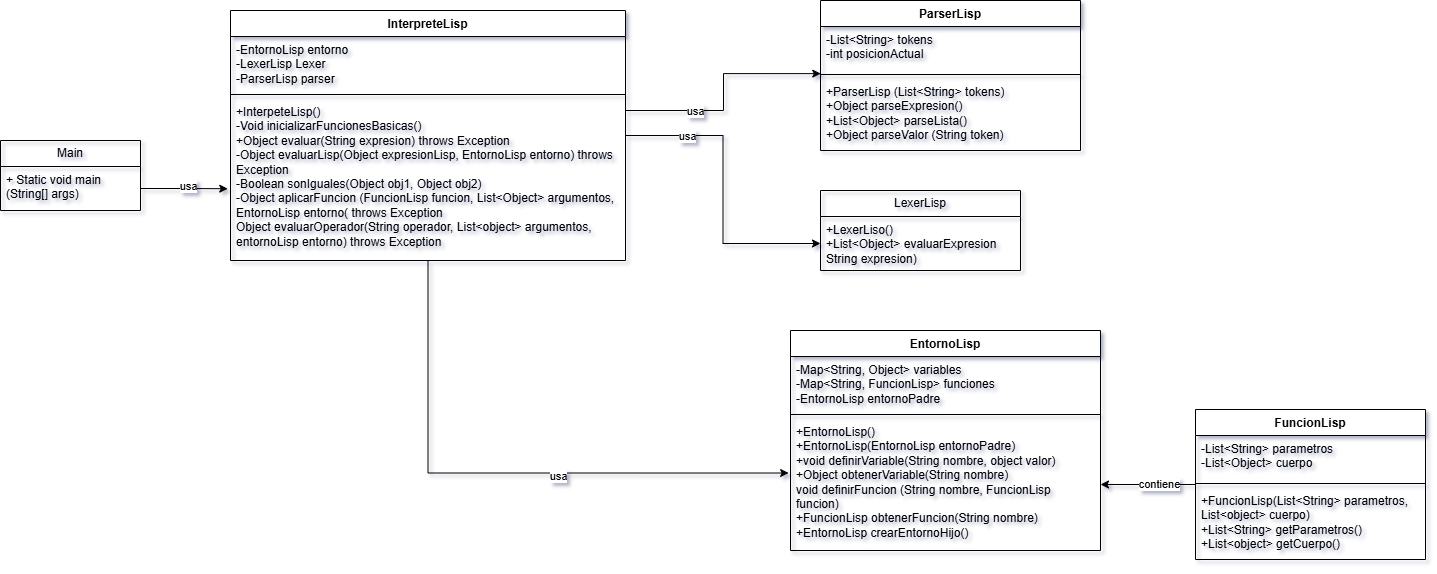 Main
+ Static void main
(String[] args)
usa
InterpreteLisp
-EntornoLisp entorno
-LexerLisp Lexer
-ParserLisp parser
+InterpeteLisp()
-Void inicializarFuncionesBasicas()
+Object evaluar(String expresion) throws Exception
-Object evaluarLisp(Object expresionLisp, EntornoLisp entorno) throws
Exception
-Boolean sonIguales(Object obj1, Object obj2)
-Object aplicarFuncion (FuncionLisp funcion, List<Object> argumentos,
EntornoLisp entorno( throws Exception
Object evaluarOperador(String operador, List<object> argumentos,
entornoLisp entorno) throws Exception
usa
usa
usa
ParserLisp
-List<String> tokens
-int posicionActual
+ParserLisp (List<String> tokens)
+Object parseExpresion()
+List<Object> parseLista()
+Object parseValor (String token)
LexerLisp
+LexerLiso()
+List<Object> evaluarExpresion
String expresion)
EntornoLisp
-Map<String, Object> variables
-Map<String, FuncionLisp> funciones
-EntornoLisp entornoPadre
+EntornoLisp()
+EntornoLisp(EntornoLisp entornoPadre)
+void definirVariable(String nombre, object valor)
+Object obtenerVariable(String nombre)
void definirFuncion (String nombre, FuncionLisp
funcion)
+FuncionLisp obtenerFuncion(String nombre)
+EntornoLisp crearEntornoHijo()
contiene
FuncionLisp
-List<String> parametros
-List<Object> cuerpo
+FuncionLisp(List<String> parametros,
List<object> cuerpo)
+List<String> getParametros()
+List<object> getCuerpo()